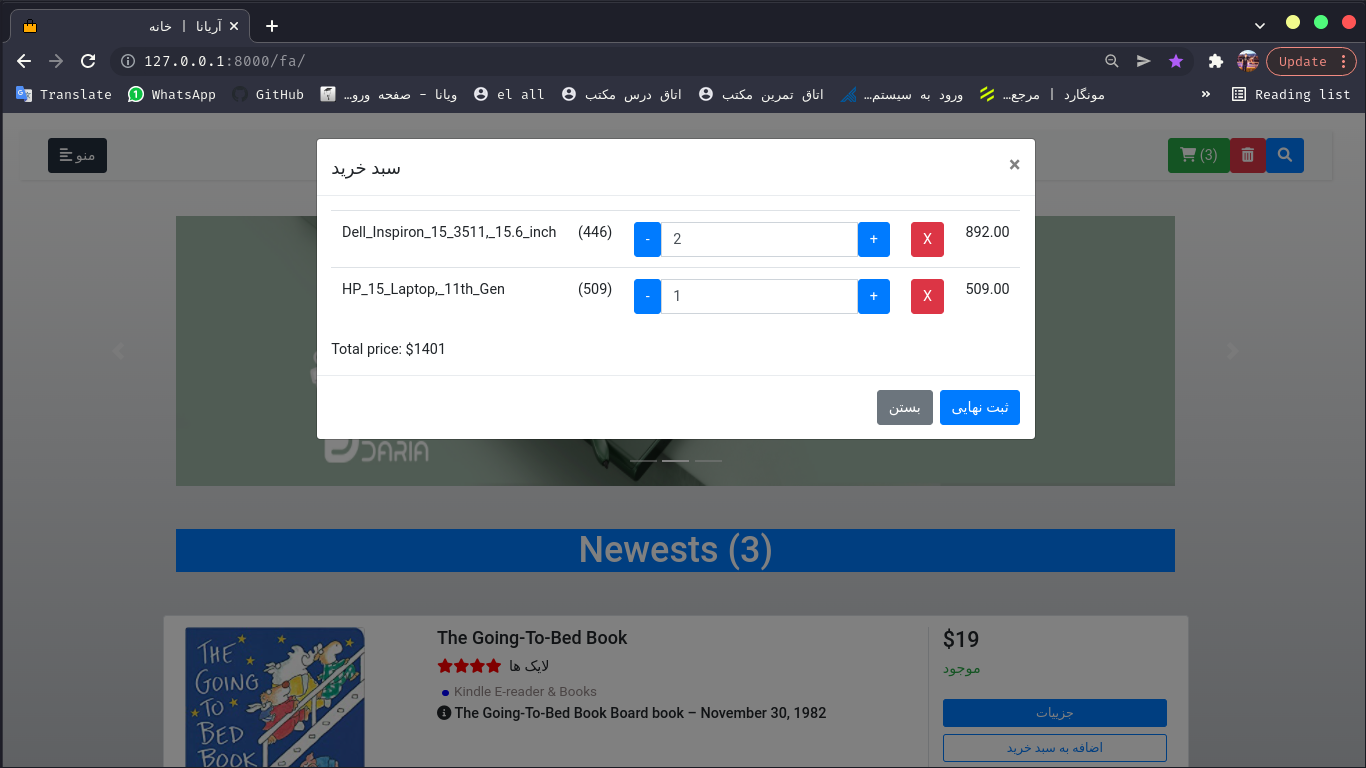 آریانا | خانه
127.0.0.1:8000/fa/
Update
Translate
WhatsApp
GitHub
ویانا - صفحه ورو...
el all
اتاق درس مکتب
اتاق تمرین مکتب
ورود به سیستم...
مونگارد | مرجع...
»
Reading list
منو
(3)
سبد خرید
×
Dell_Inspiron_15_3511,_15.6_inch (446) - 2 + X 892.00
HP_15_Laptop,_11th_Gen (509) - 1 + X 509.00
Total price: $1401
بستن
ثبت نهایی
DARIA
Newests (3)
THE
GOING
TO
BED
BOOK
The Going-To-Bed Book
لایک ها
Kindle E-reader & Books
The Going-To-Bed Book Board book – November 30, 1982
$19
موجود
جزییات
اضافه به سبد خرید